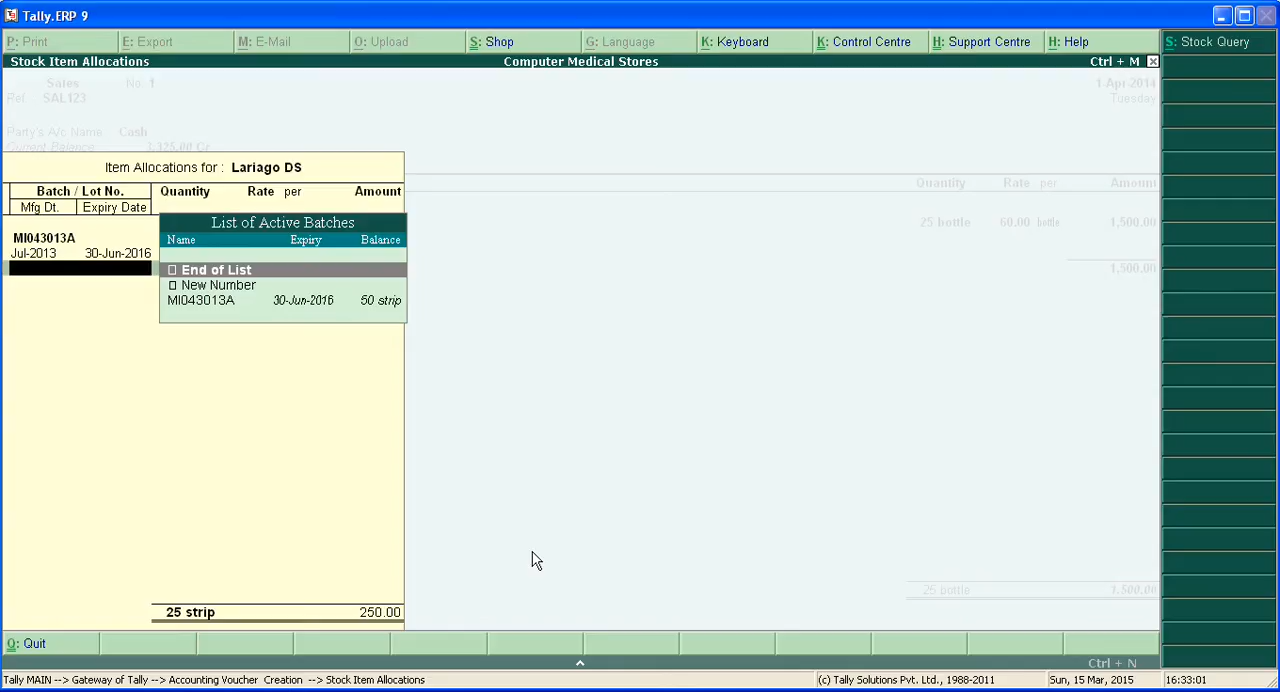 Tally.ERP 9
P: Print E: Export M: E-Mail O: Upload S: Shop G: Language K: Keyboard K: Control Centre H: Support Centre H: Help S: Stock Query
Stock Item Allocations Computer Medical Stores Ctrl + M
Sales No. 1 1-Apr-2014
Ref SAL123 Tuesday
Party's A/c Name Cash
Current Balance 1,325.00 Cr
Item Allocations for : Lariago DS
Batch / Lot No. Quantity Rate per Amount Quantity Rate per Amount
Mfg Dt. Expiry Date
List of Active Batches
Name Expiry Balance
25 bottle 60.00 bottle 1,500.00
MI043013A
Jul-2013 30-Jun-2016
End of List 1,500.00
New Number
MI043013A 30-Jun-2016 50 strip
25 bottle 1,500.00
25 strip 250.00
Q: Quit
Ctrl + N
Tally MAIN --> Gateway of Tally --> Accounting Voucher Creation --> Stock Item Allocations (c) Tally Solutions Pvt. Ltd., 1988-2011 Sun, 15 Mar, 2015 16:33:01